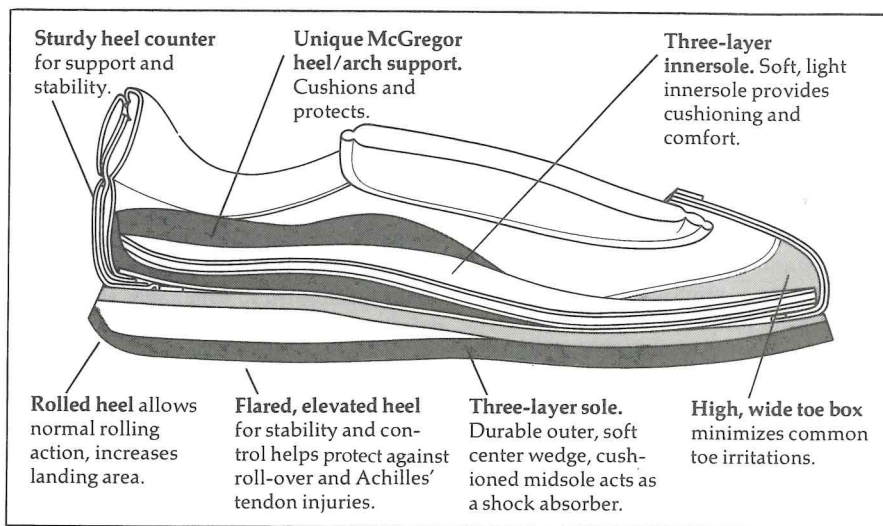 Sturdy heel counter
for support and
stability.
Unique McGregor
heel/arch support.
Cushions and
protects.
Three-layer
innersole. Soft, light
innersole provides
cushioning and
comfort.
Rolled heel allows
normal rolling
action, increases
landing area.
Flared, elevated heel
for stability and con-
trol helps protect against
roll-over and Achilles'
tendon injuries.
Three-layer sole.
Durable outer, soft
center wedge, cush-
ioned midsole acts as
a shock absorber.
High, wide toe box
minimizes common
toe irritations.